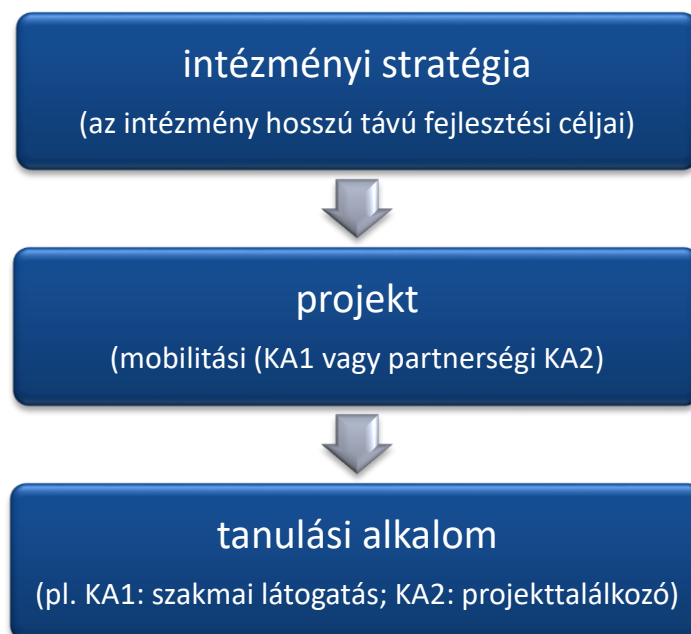 intézményi stratégia
(az intézmény hosszú távú fejlesztési céljai)
projekt
(mobilitási (KA1 vagy partnerségi KA2)
tanulási alkalom
(pl. KA1: szakmai látogatás; KA2: projekttalálkozó)